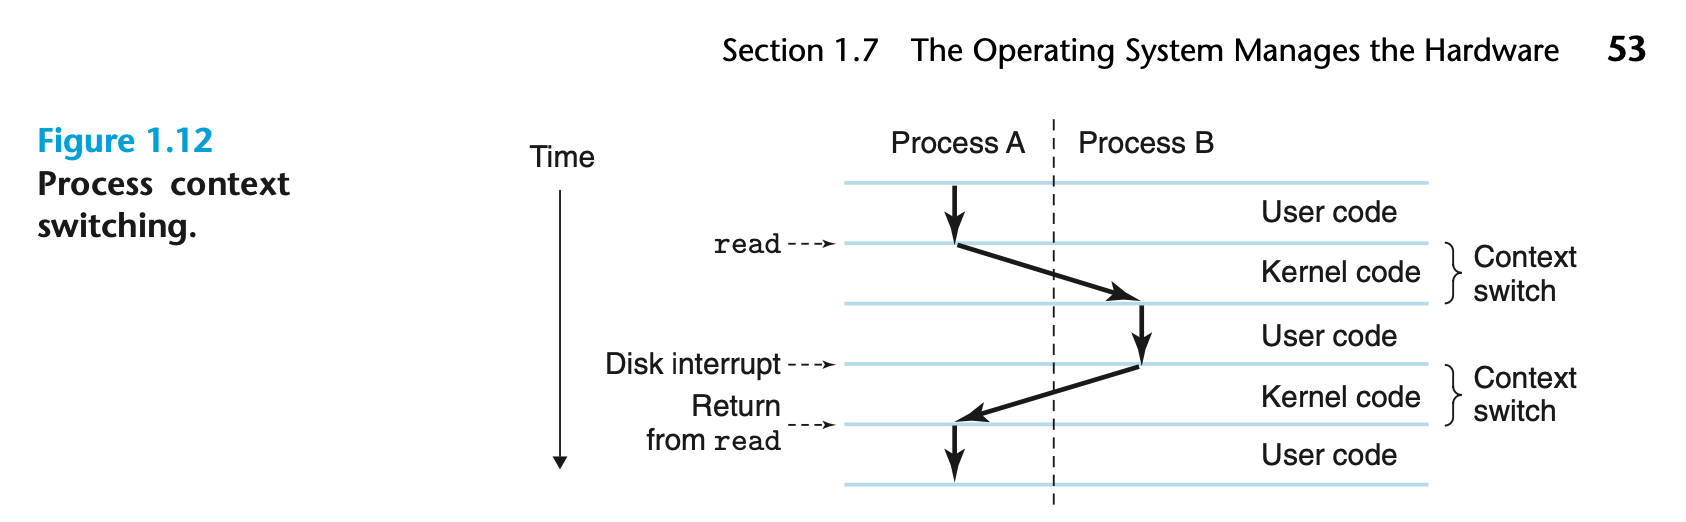 Section 1.7 The Operating System Manages the Hardware 53
Figure 1.12
Process context
switching.
Time
Process A
Process B
User code
read
Kernel code
Context
switch
User code
Disk interrupt
Kernel code
Context
switch
Return
from read
User code